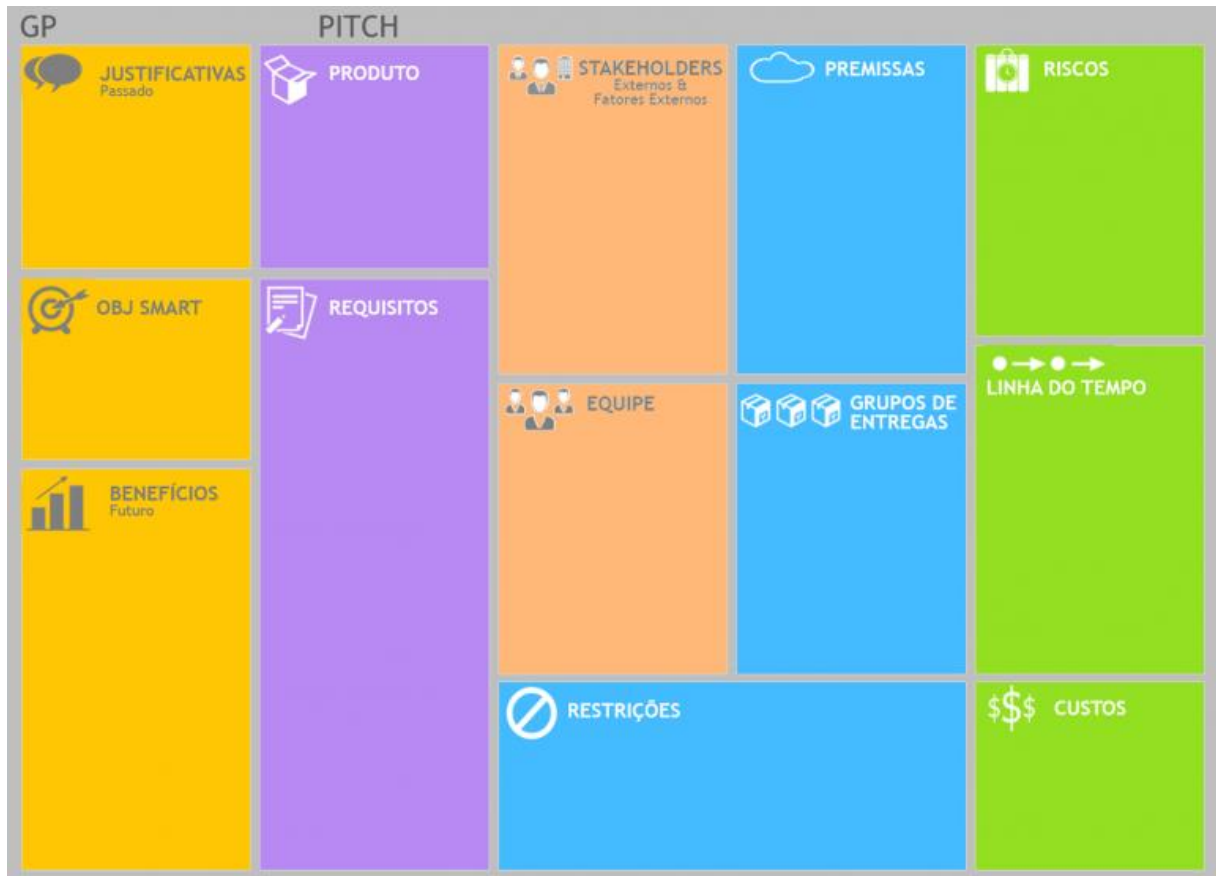 GP
PITCH
JUSTIFICATIVAS
Passado
OBJ SMART
BENEFÍCIOS
Futuro
PRODUTO
REQUISITOS
STAKEHOLDERS
Externos &
Fatores Externos
EQUIPE
PREMISSAS
GRUPOS DE
ENTREGAS
RESTRIÇÕES
RISCOS
LINHA DO TEMPO
$$$ CUSTOS